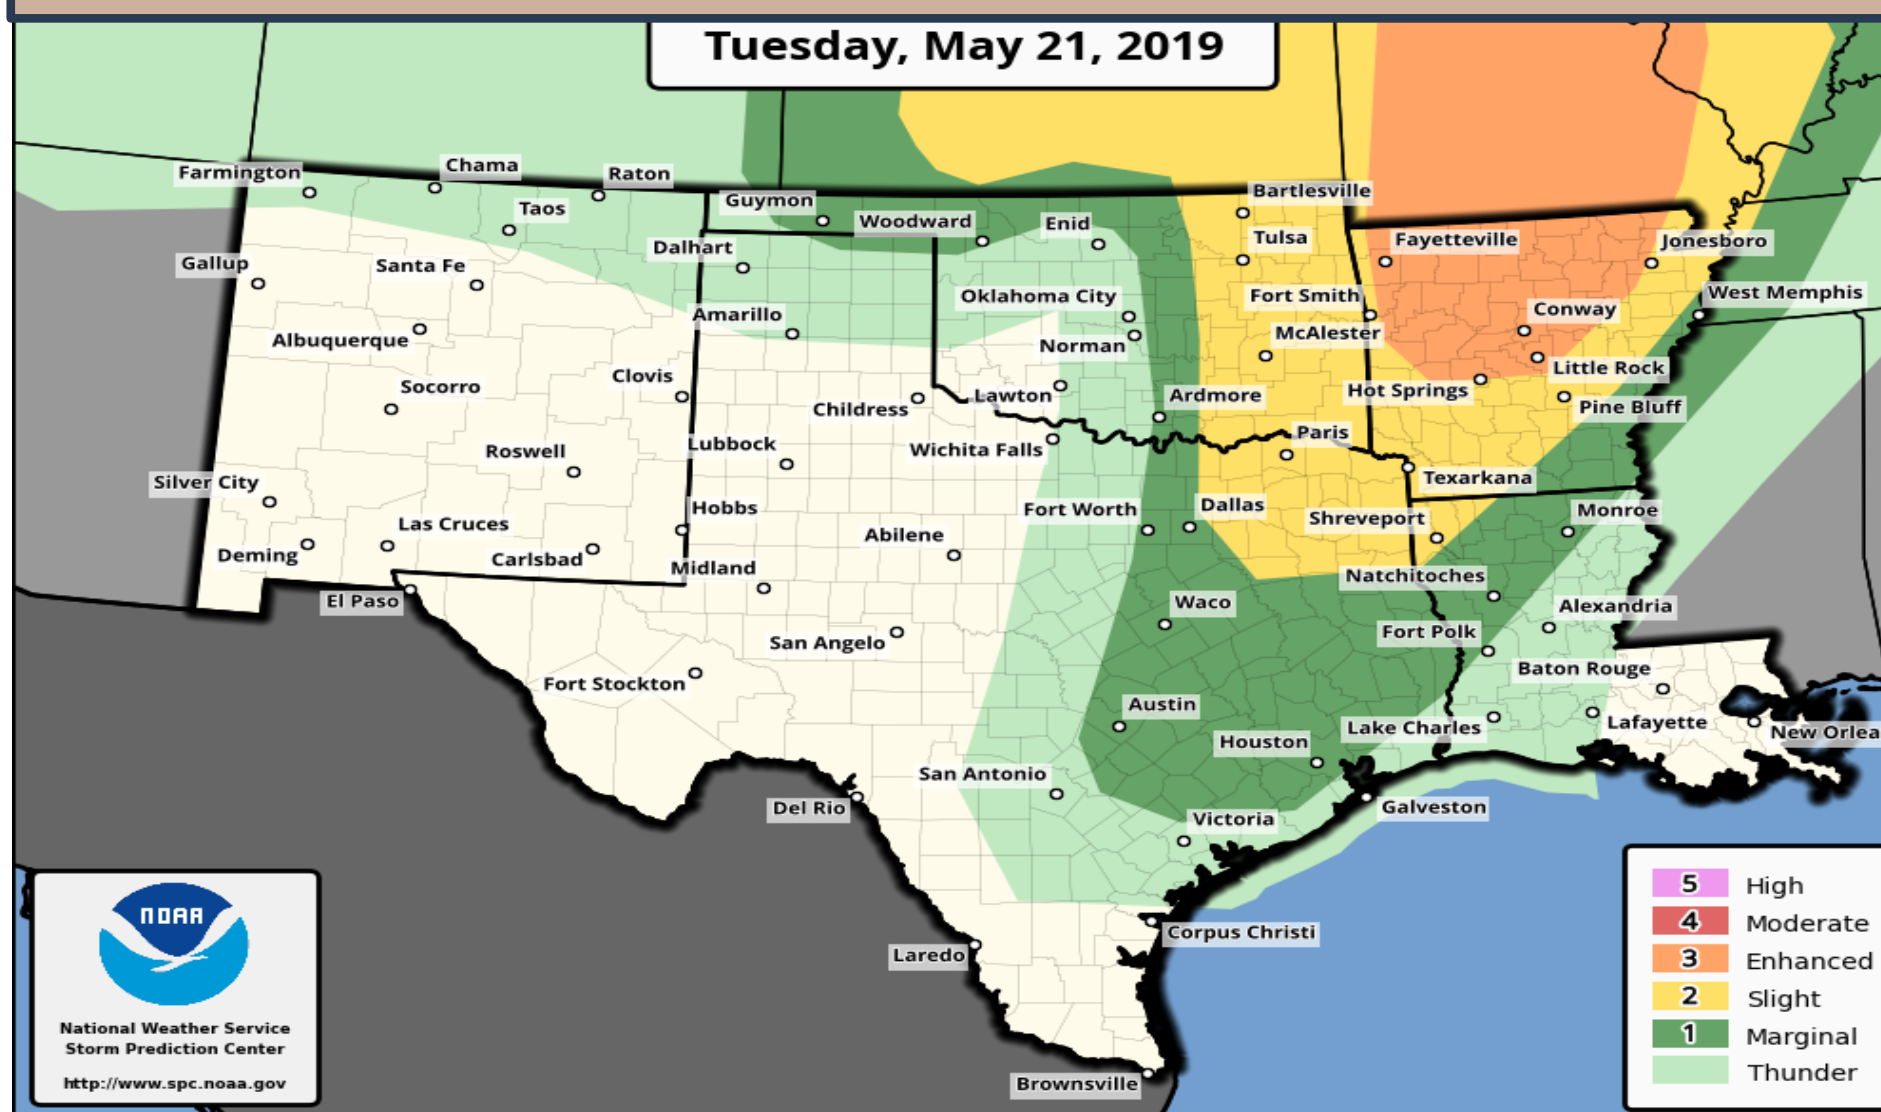 Tuesday, May 21, 2019
Farmington
Chama
Raton
Taos
Guymon
Woodward
Enid
Bartlesville
Tulsa
Fayetteville
Jonesboro
Gallup
Santa Fe
Dalhart
Oklahoma City
Fort Smith
West Memphis
Albuquerque
Amarillo
Norman
McAlester
Conway
Socorro
Clovis
Childress
Lawton
Ardmore
Hot Springs
Little Rock
Pine Bluff
Roswell
Lubbock
Wichita Falls
Paris
Texarkana
Silver City
Las Cruces
Hobbs
Fort Worth
Dallas
Shreveport
Monroe
Deming
Carlsbad
Midland
Abilene
Natchitoches
El Paso
Waco
Alexandria
San Angelo
Fort Polk
Fort Stockton
Baton Rouge
Austin
Houston
Lake Charles
Lafayette
New Orlea
San Antonio
Del Rio
Victoria
Galveston
Laredo
Corpus Christi
Brownsville
NOAA
National Weather Service
Storm Prediction Center
http://www.spc.noaa.gov
5 High
4 Moderate
3 Enhanced
2 Slight
1 Marginal
Thunder